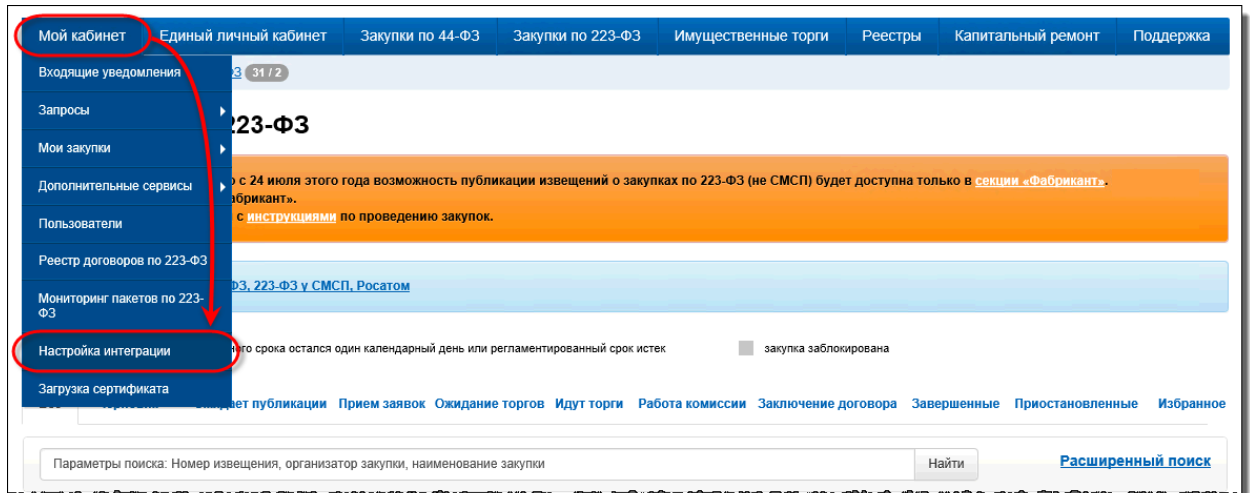 Мой кабинет Единый личный кабинет Закупки по 44-ФЗ Закупки по 223-ФЗ Имущественные торги Реестры Капитальный ремонт Поддержка
Входящие уведомления
ФЗ 31 / 2
Запросы
223-ФЗ
Мои закупки
Дополнительные сервисы
о с 24 июля этого года возможность публикации извещений о закупках по 223-ФЗ (не СМСП) будет доступна только в секции «Фабрикант».
абрикант».
с инструкциями по проведению закупок.
Пользователи
Реестр договоров по 223-ФЗ
ФЗ, 223-ФЗ у СМСП, Росатом
Мониторинг пакетов по 223-
ФЗ
Настройка интеграции
ного срока остался один календарный день или регламентированный срок истек
закупка заблокирована
Загрузка сертификата
ает публикации Прием заявок Ожидание торгов Идут торги Работа комиссии Заключение договора Завершенные Приостановленные Избранное
Параметры поиска: Номер извещения, организатор закупки, наименование закупки
Найти
Расширенный поиск